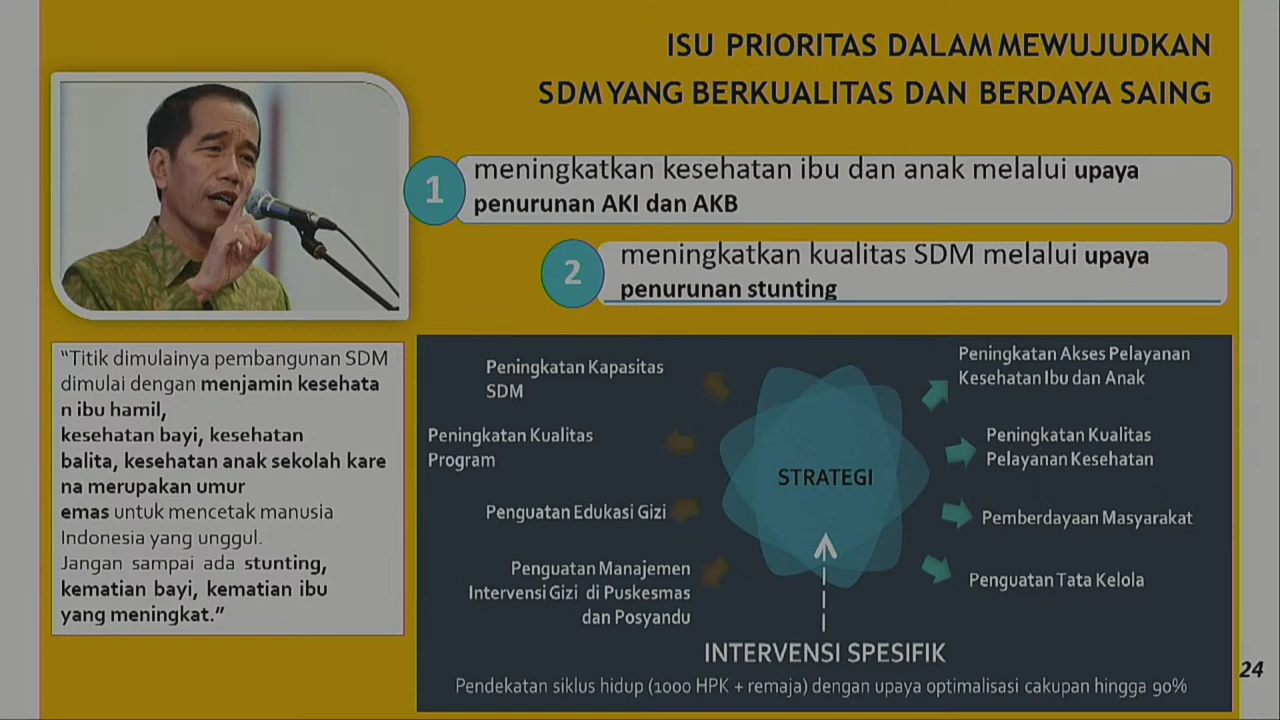 ISU PRIORITAS DALAM MEWUJUDKAN
SDM YANG BERKUALITAS DAN BERDAYA SAING
1
meningkatkan kesehatan ibu dan anak melalui upaya
penurunan AKI dan AKB
2
meningkatkan kualitas SDM melalui upaya
penurunan stunting
“Titik dimulainya pembangunan SDM
dimulai dengan menjamin kesehata
n ibu hamil,
kesehatan bayi, kesehatan
balita, kesehatan anak sekolah kare
na merupakan umur
emas untuk mencetak manusia
Indonesia yang unggul.
Jangan sampai ada stunting,
kematian bayi, kematian ibu
yang meningkat.”
Peningkatan Kapasitas
SDM
Peningkatan Kualitas
Program
Penguatan Edukasi Gizi
Penguatan Manajemen
Intervensi Gizi di Puskesmas
dan Posyandu
STRATEGI
Peningkatan Akses Pelayanan
Kesehatan Ibu dan Anak
Peningkatan Kualitas
Pelayanan Kesehatan
Pemberdayaan Masyarakat
Penguatan Tata Kelola
INTERVENSI SPESIFIK
Pendekatan siklus hidup (1000 HPK + remaja) dengan upaya optimalisasi cakupan hingga 90%
24